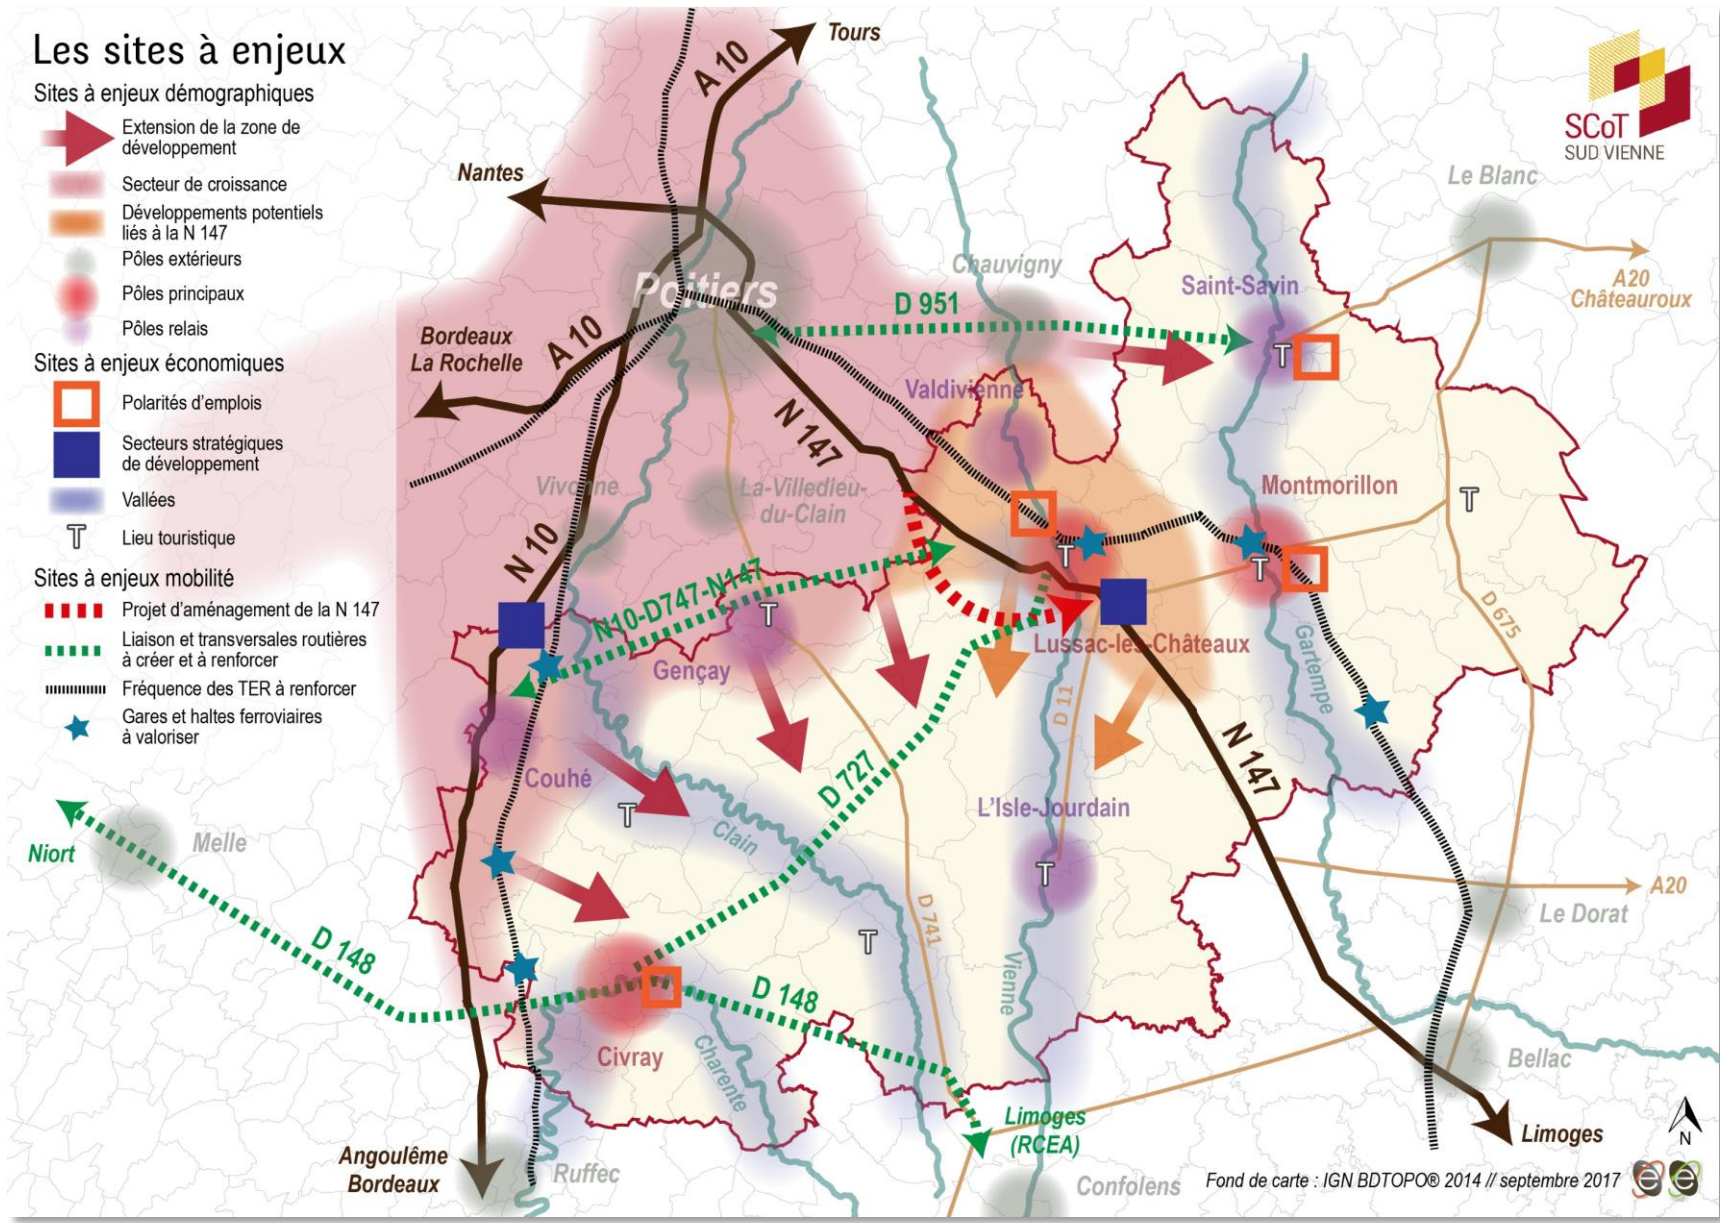 Les sites à enjeux
Sites à enjeux démographiques
Extension de la zone de
développement
Secteur de croissance
Développements potentiels
liés à la N 147
Pôles extérieurs
Pôles principaux
Pôles relais
Sites à enjeux économiques
Polarités d'emplois
Secteurs stratégiques
de développement
Vallées
T
Lieu touristique
Sites à enjeux mobilité
Projet d'aménagement de la N 147
Liaison et transversales routières
à créer et à renforcer
Fréquence des TER à renforcer
Gares et haltes ferroviaires
à valoriser
Tours
A 10
Nantes
Poitiers
Bordeaux
La Rochelle
A 10
SCoT
SUD VIENNE
Le Blanc
A20
Châteauroux
Chauvigny
Saint-Savin
D 951
T
Valdivienne
N 147
Vivonne
La-Villedieu-
du-Clain
Montmorillon
T
N 10
T
T
N10-D747-N147
T
Gençay
Lussac-les-Châteaux
Gartempe
D 675
D 11
Couhé
D 727
N 147
T
Clain
L'Isle-Jourdain
T
Niort
Melle
A20
Le Dorat
D 148
D 741
T
Vienne
D 148
Civray
Charente
Bellac
Limoges
(RCEA)
Limoges
N
Angoulême
Bordeaux
Ruffec
Confolens
Fond de carte : IGN BDTOPO® 2014 // septembre 2017
e e